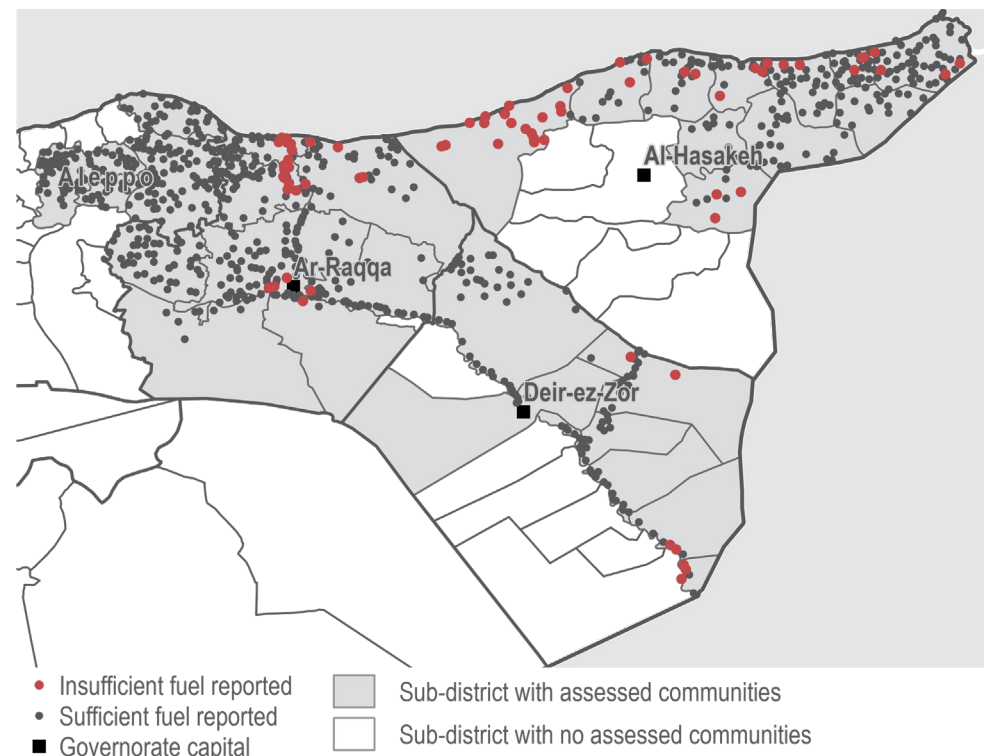 Al-Hasakeh
Aleppo
Ar-Raqqa
Deir-ez-Zor
Insufficient fuel reported
Sufficient fuel reported
Governorate capital
Sub-district with assessed communities
Sub-district with no assessed communities